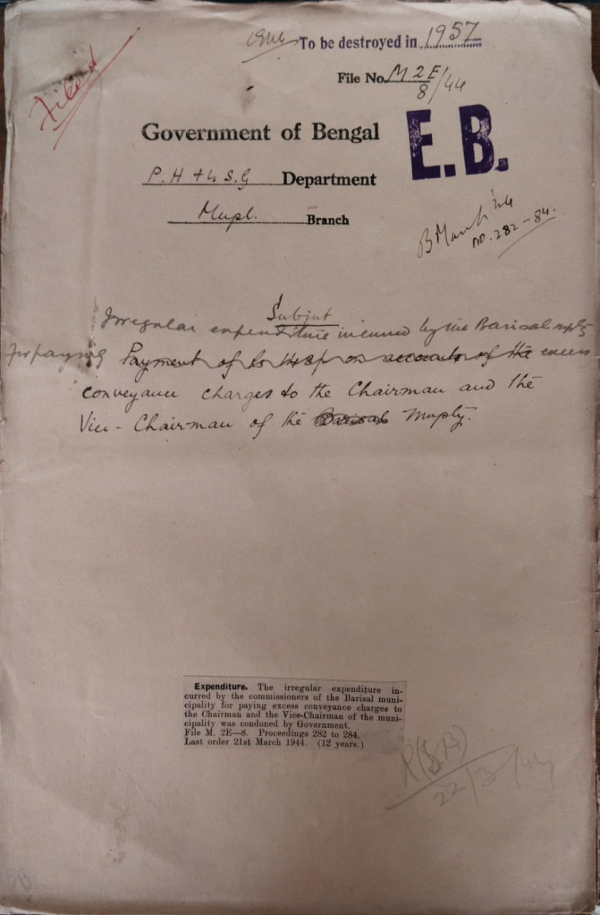 To be destroyed in 1957
File No. M 2E/8/44
Filed
Government of Bengal
E.B.
P. H + L. S. G Department
Mupl. Branch
B March '44
no. 282-84.
Subject
Irregular expenditure incurred by the Barisal mplty
for paying Payment of on accounts of the excess
conveyance charges to the Chairman and the
Vice-Chairman of the Barisal Muplty.
Expenditure. The irregular expenditure in-
curred by the commissioners of the Barisal muni-
cipality for paying excess conveyance charges to
the Chairman and the Vice-Chairman of the muni-
cipality was condoned by Government.
File M. 2E—8. Proceedings 282 to 284.
Last order 21st March 1944. (12 years.)
22/3/44